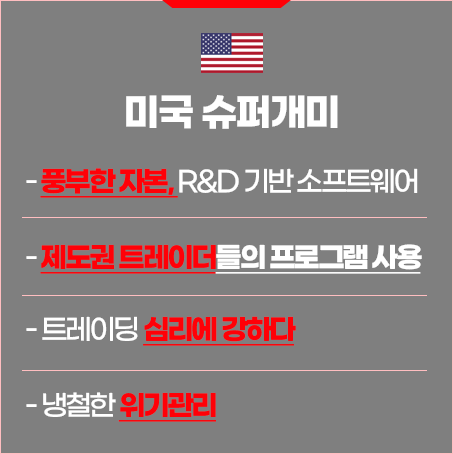 미국 슈퍼개미
- 풍부한 자본, R&D 기반 소프트웨어
- 제도권 트레이더들의 프로그램 사용
- 트레이딩 심리에 강하다
- 냉철한 위기관리